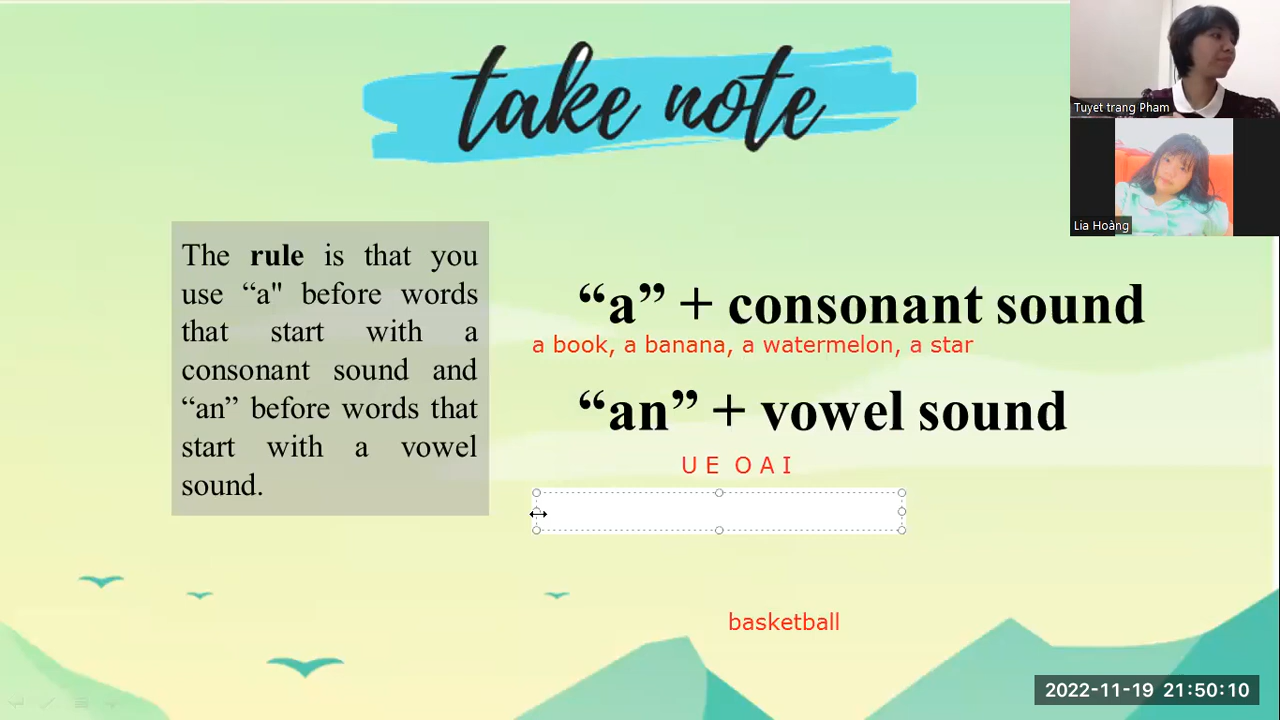 take note
Tuyet trang Pham
Lia Hoàng
The rule is that you
use “a" before words
that start with a
consonant sound and
“an” before words that
start with a vowel
sound.
“a” + consonant sound
a book, a banana, a watermelon, a star
“an” + vowel sound
U E O A I
basketball
2022-11-19 21:50:10